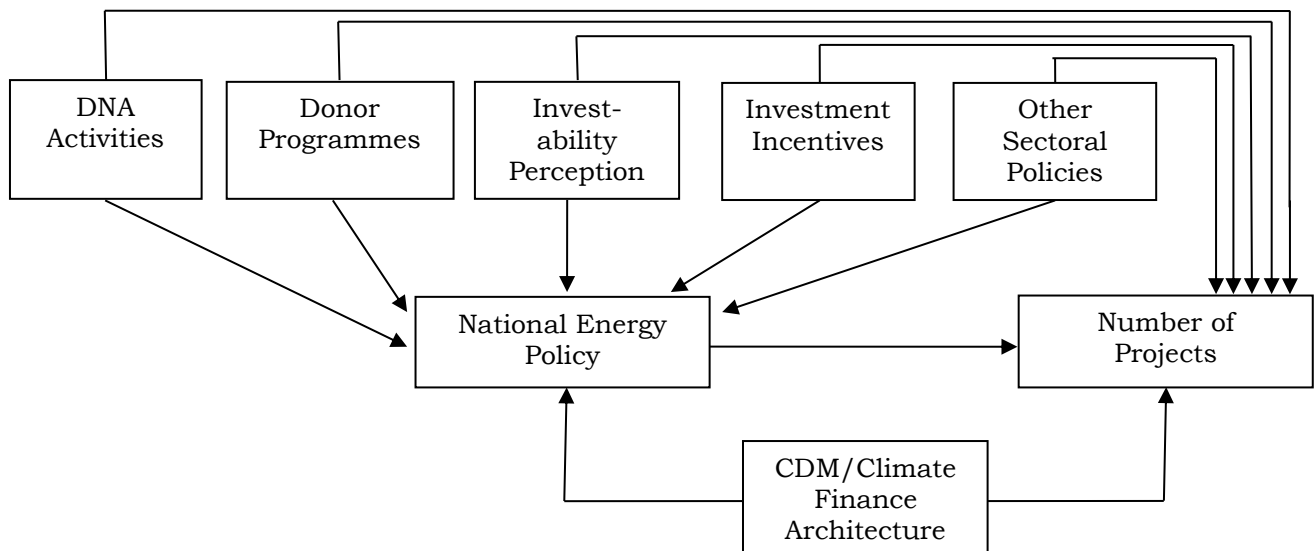 DNA
Activities
Donor
Programmes
Invest-
ability
Perception
Investment
Incentives
Other
Sectoral
Policies
National Energy
Policy
Number of
Projects
CDM/Climate
Finance
Architecture